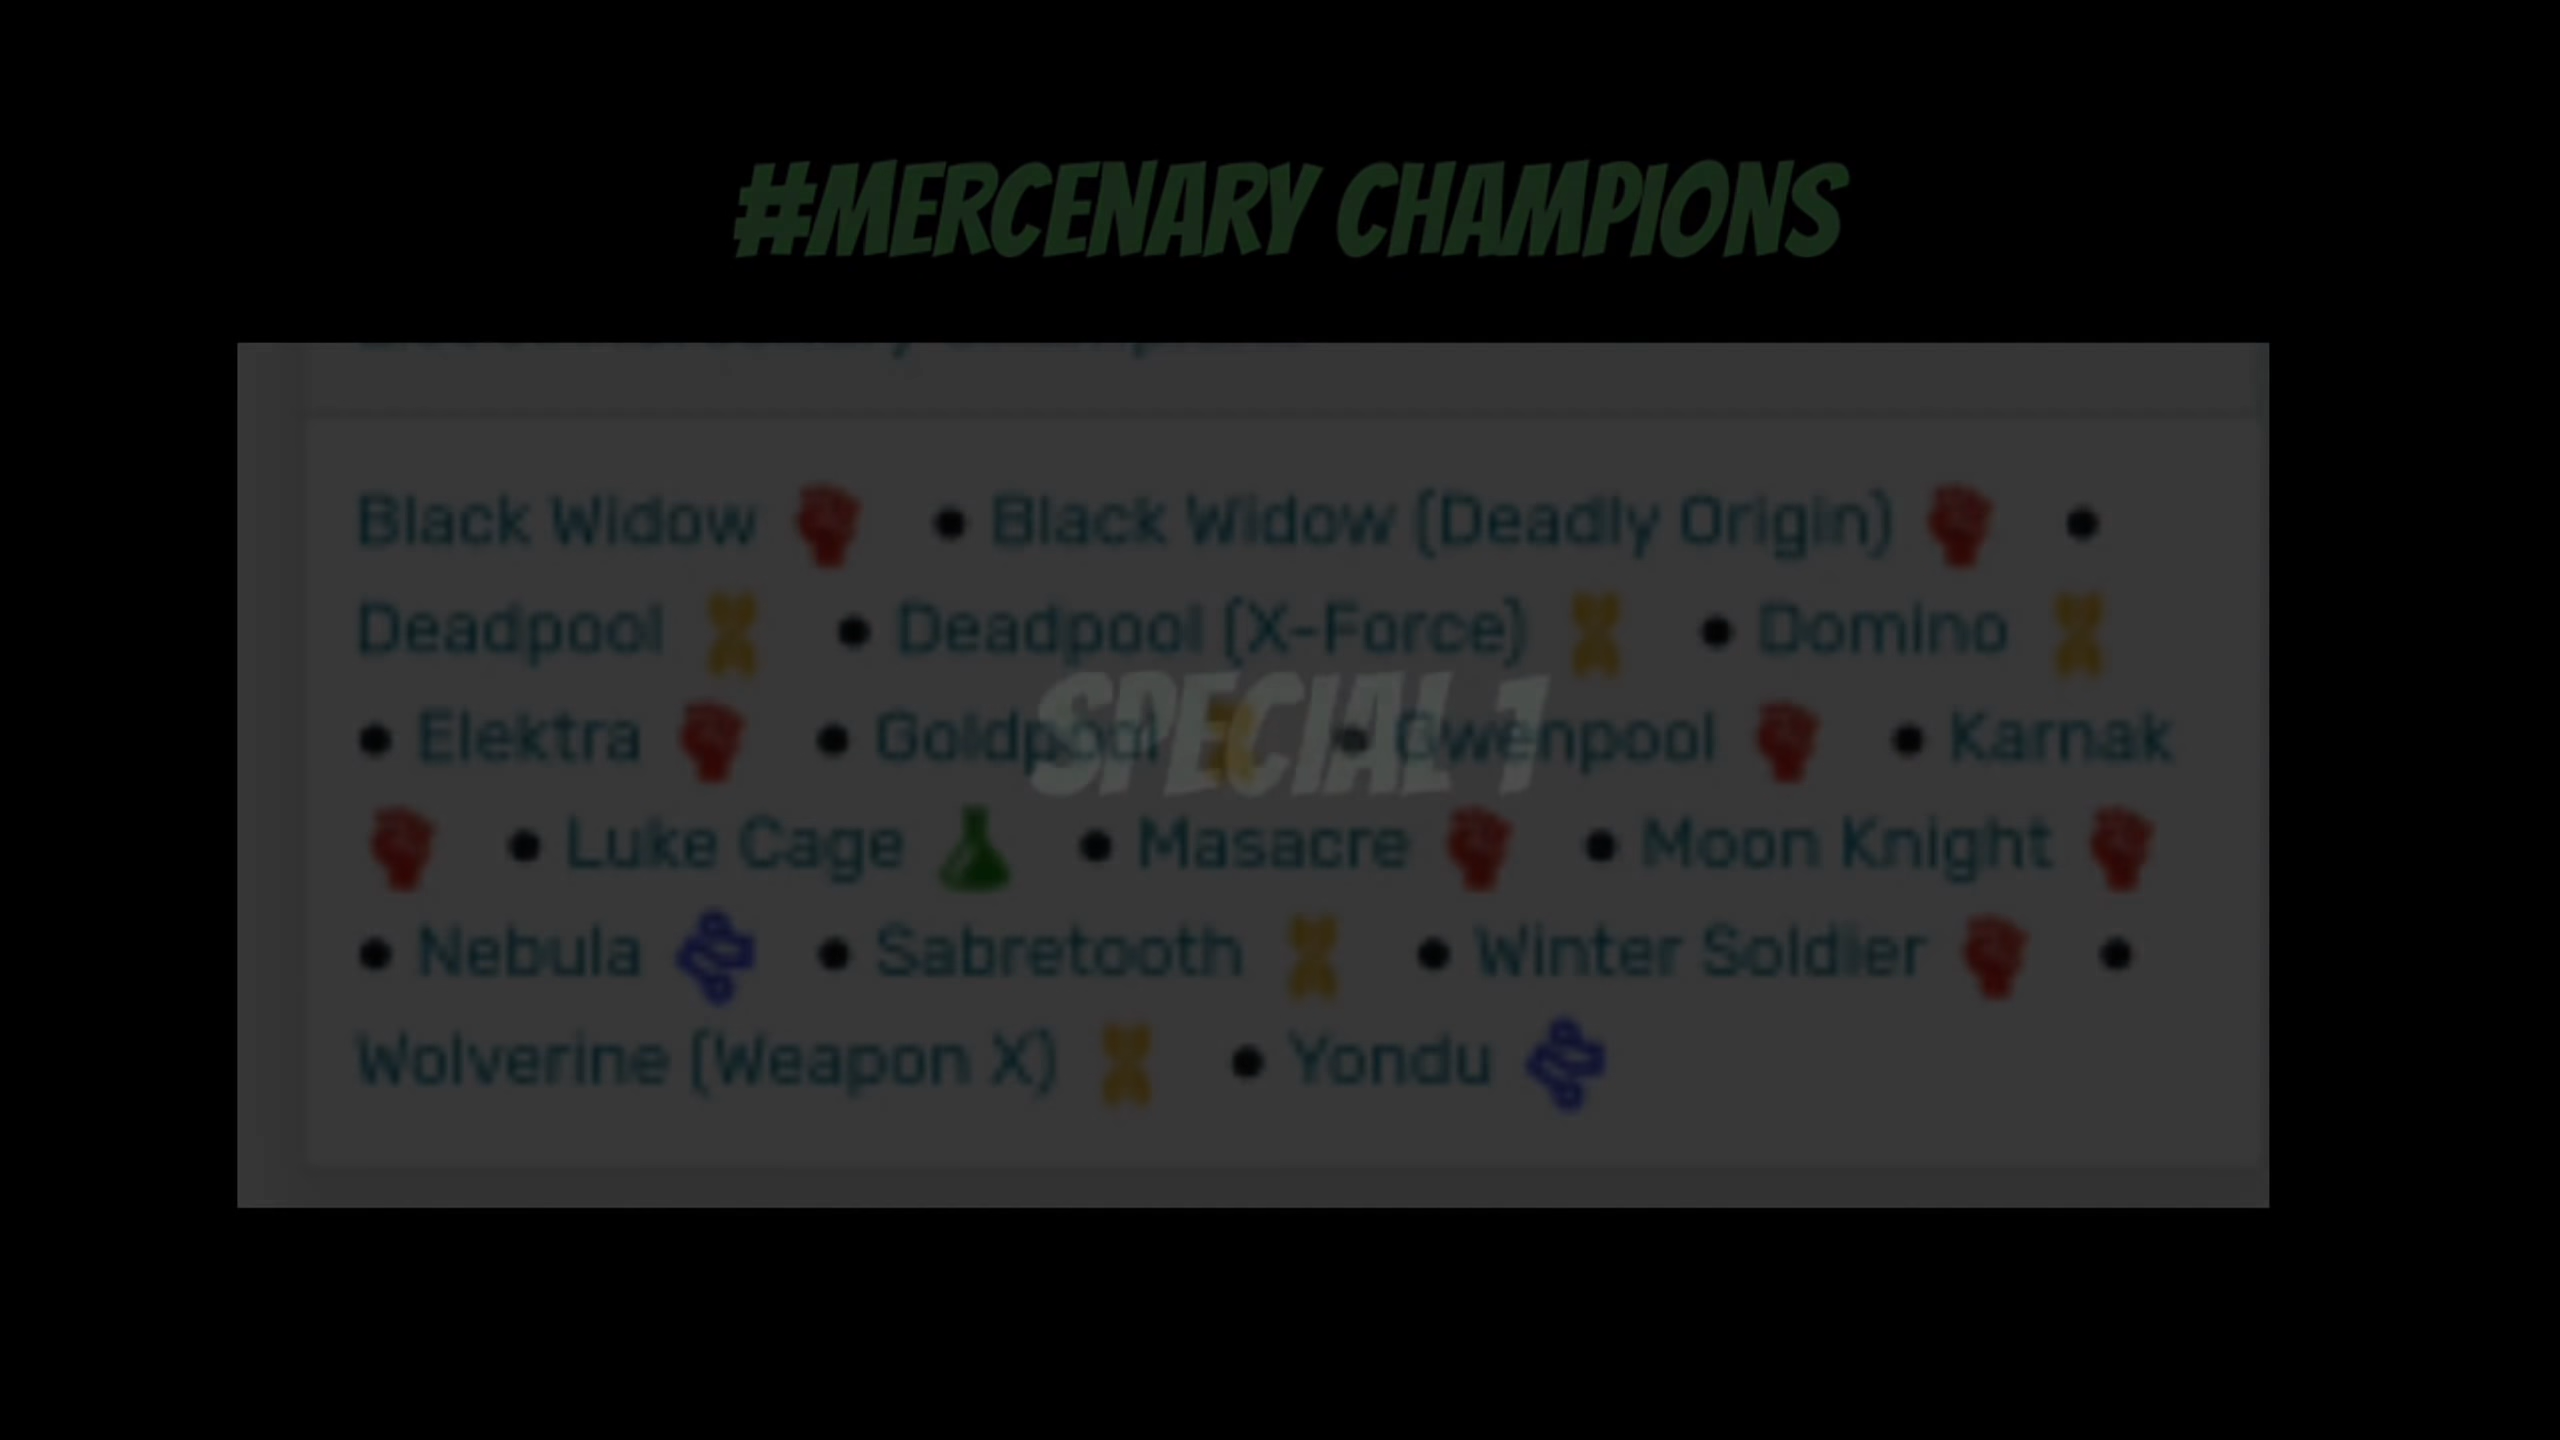 #MERCENARY CHAMPIONS
Black Widow • Black Widow (Deadly Origin) •
Deadpool • Deadpool (X-Force) • Domino
• Elektra • Goldpool • Gwenpool • Karnak
SPECIAL 1
• Luke Cage • Masacre • Moon Knight
• Nebula • Sabretooth • Winter Soldier •
Wolverine (Weapon X) • Yondu